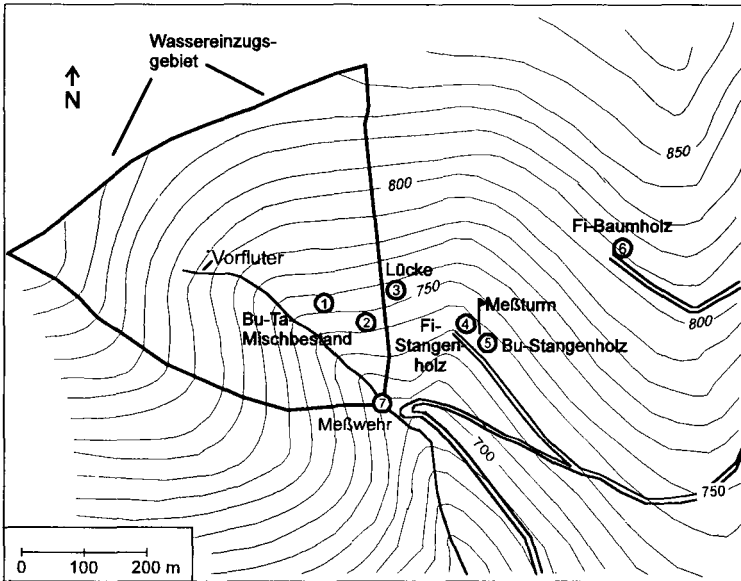 Wassereinzugs-
gebiet
N
850
800
Fi-Baumholz
6
Vorfluter
Lücke
3
750
1
Bu-Ta-
Mischbestand
2
Meßturm
4
Fi-
Stangen
holz
5
Bu-Stangenholz
800
7
Meßwehr
700
750
0 100 200 m